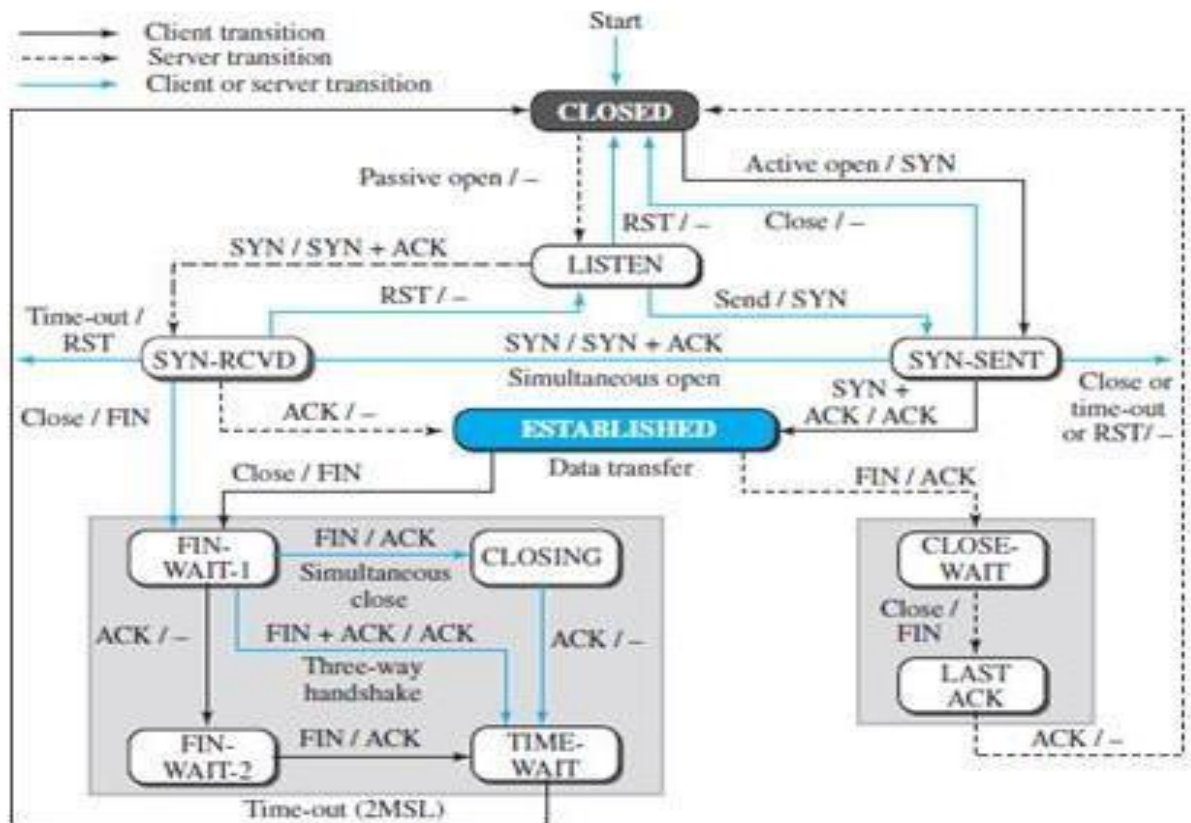 Start
Client transition
Server transition
Client or server transition
CLOSED
Passive open / –
Active open / SYN
RST / –
Close / –
SYN / SYN + ACK
LISTEN
RST / –
Send / SYN
Time-out /
RST
SYN-RCVD
SYN / SYN + ACK
Simultaneous open
SYN-SENT
Close or
time-out
or RST/ –
Close / FIN
ACK / –
SYN +
ACK / ACK
ESTABLISHED
Data transfer
Close / FIN
FIN / ACK
FIN-
WAIT-1
FIN / ACK
Simultaneous
close
CLOSING
CLOSE-
WAIT
ACK / –
FIN + ACK / ACK
Three-way
handshake
ACK / –
Close /
FIN
LAST
ACK
FIN-
WAIT-2
FIN / ACK
TIME-
WAIT
ACK / –
Time-out (2MSL)